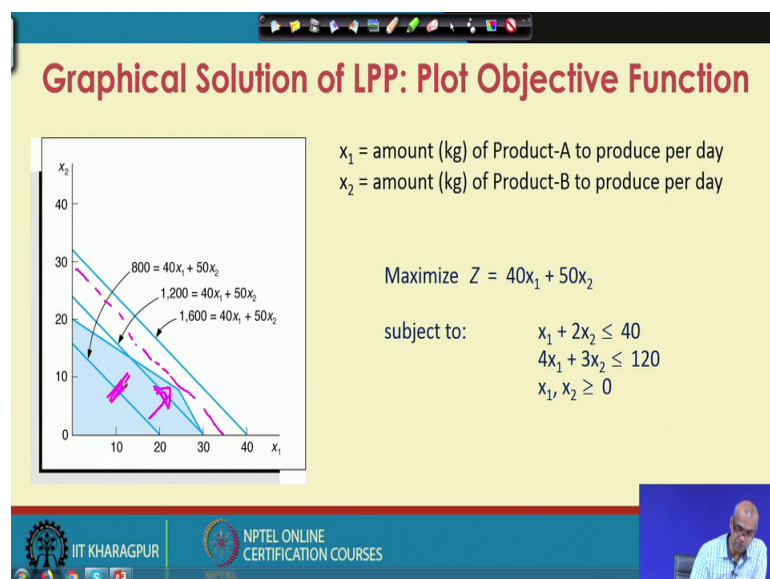 Graphical Solution of LPP: Plot Objective Function
x₁ = amount (kg) of Product-A to produce per day
x₂ = amount (kg) of Product-B to produce per day
Maximize Z = 40x₁ + 50x₂
subject to: x₁ + 2x₂ ≤ 40
4x₁ + 3x₂ ≤ 120
x₁, x₂ ≥ 0
x₂
40
30
20
10
0
10
20
30
40
x₁
800 = 40x₁ + 50x₂
1,200 = 40x₁ + 50x₂
1,600 = 40x₁ + 50x₂
IIT KHARAGPUR
NPTEL ONLINE
CERTIFICATION COURSES